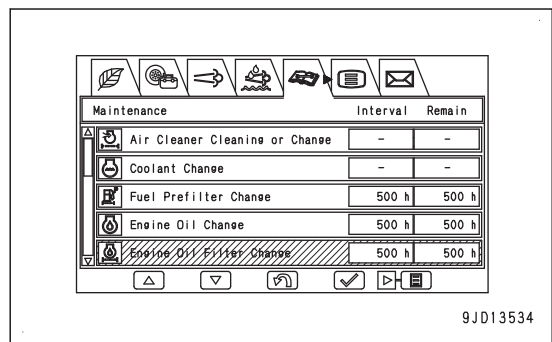 Maintenance Interval Remain
Air Cleaner Cleaning or Change - -
Coolant Change - -
Fuel Prefilter Change 500 h 500 h
Engine Oil Change 500 h 500 h
Engine Oil Filter Change 500 h 500 h
9JD13534